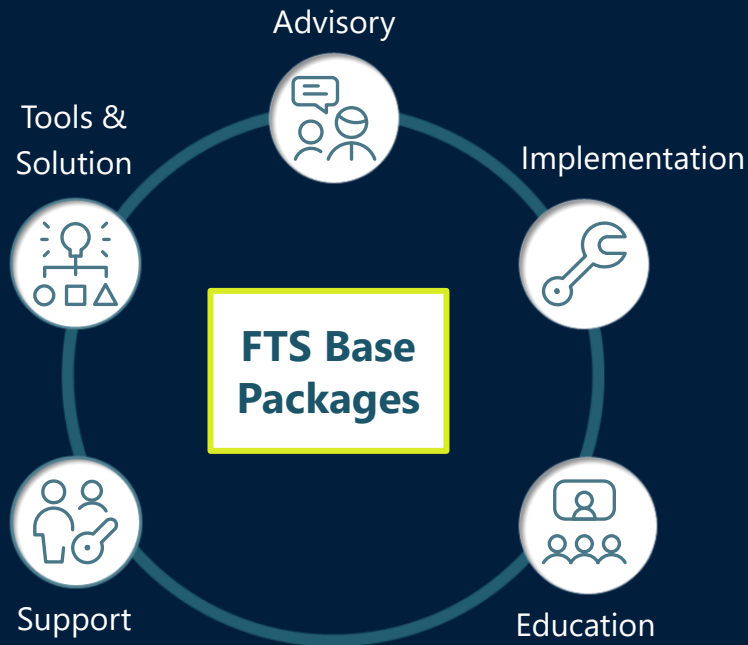 Advisory
Tools &
Solution
Implementation
FTS Base
Packages
Support
Education